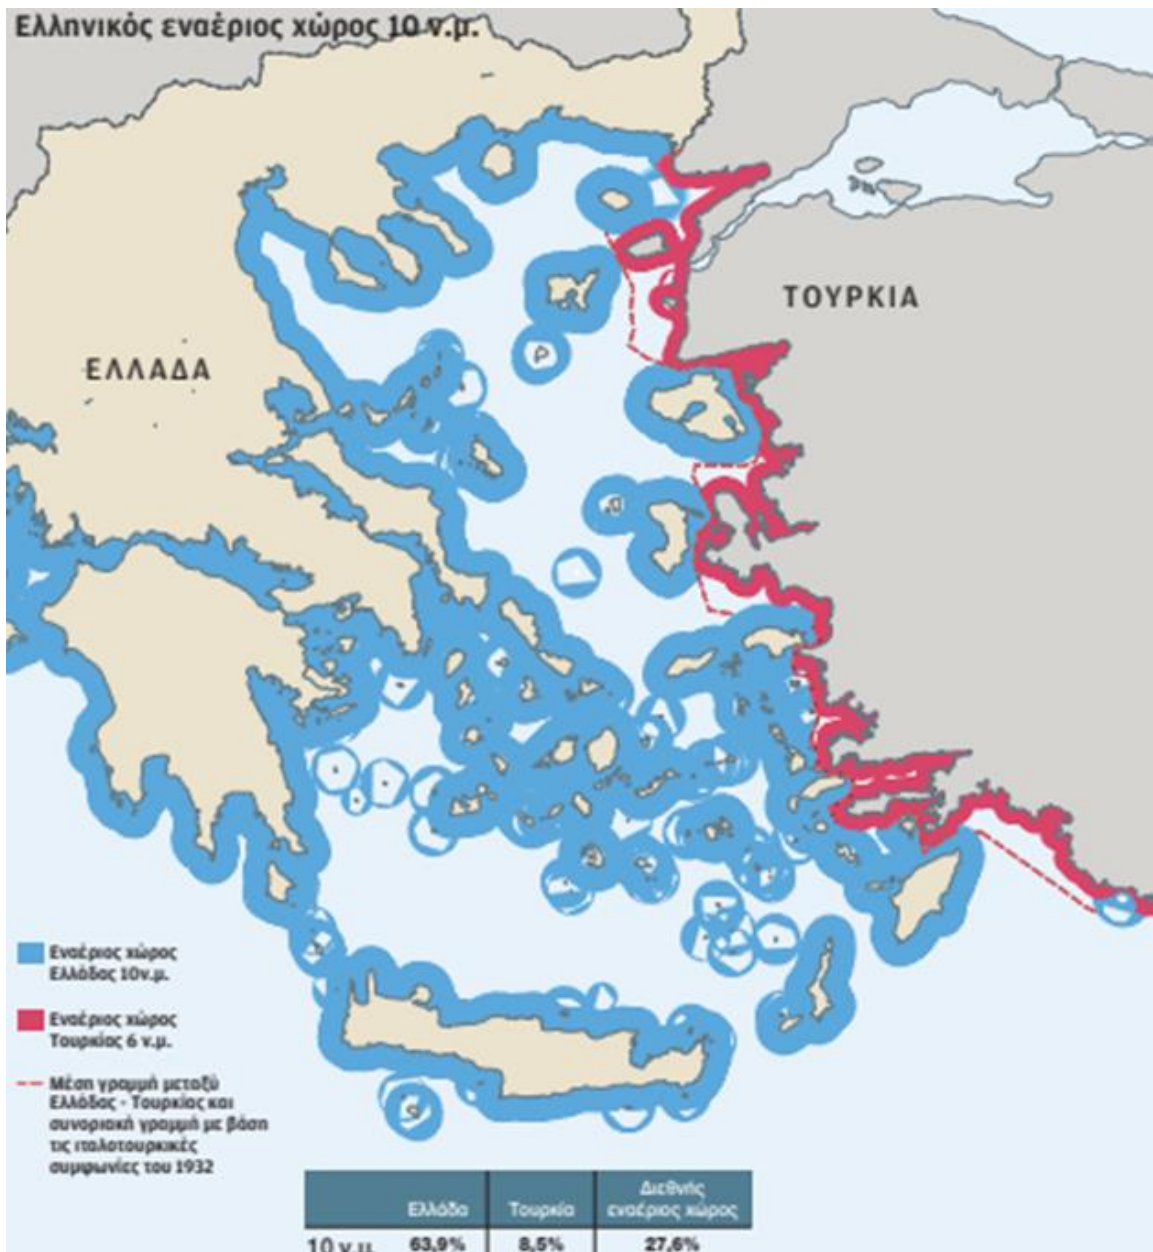 Ελληνικός εναέριος χώρος 10 ν.μ.
ΤΟΥΡΚΙΑ
ΕΛΛΑΔΑ
Εναέριος χώρος
Ελλάδας 10ν.μ.
Εναέριος χώρος
Τουρκίας 6 ν.μ.
Μέση γραμμή μεταξύ
Ελλάδας - Τουρκίας και
συνοριακή γραμμή με βάση
τις ιταλοτουρκικές
συμφωνίες του 1932
Ελλάδα Τουρκία Διεθνής
εναέριος χώρος
10 ν.μ. 63,9% 8,5% 27,6%